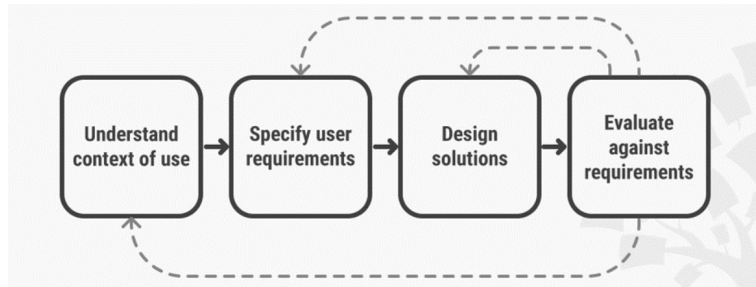 Understand
context of use
Specify user
requirements
Design
solutions
Evaluate
against
requirements